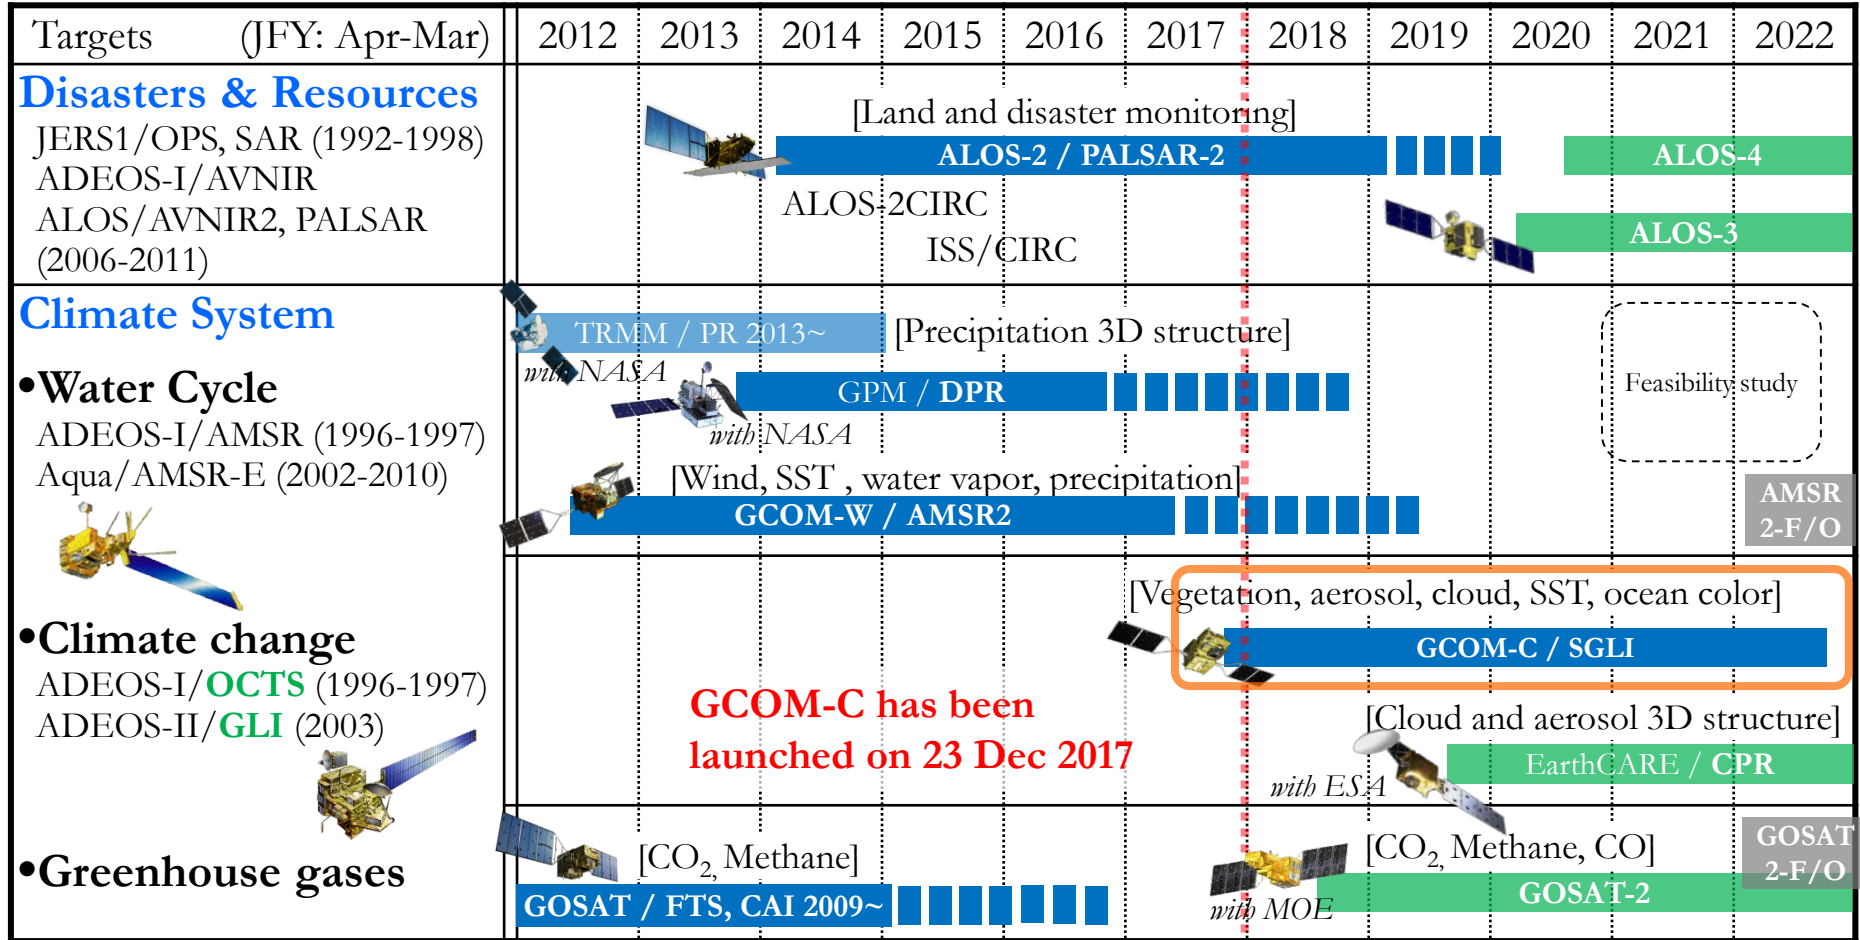 Targets (JFY: Apr-Mar) 2012 2013 2014 2015 2016 2017 2018 2019 2020 2021 2022
Disasters & Resources
JERS1/OPS, SAR (1992-1998)
ADEOS-I/AVNIR
ALOS/AVNIR2, PALSAR
(2006-2011)
[Land and disaster monitoring]
ALOS-2 / PALSAR-2
ALOS-4
ALOS-2CIRC
ISS/CIRC
ALOS-3
Climate System
•Water Cycle
ADEOS-I/AMSR (1996-1997)
Aqua/AMSR-E (2002-2010)
TRMM / PR 2013~
[Precipitation 3D structure]
with NASA
GPM / DPR
with NASA
Feasibility study
[Wind, SST , water vapor, precipitation]
GCOM-W / AMSR2
AMSR
2-F/O
•Climate change
ADEOS-I/OCTS (1996-1997)
ADEOS-II/GLI (2003)
[Vegetation, aerosol, cloud, SST, ocean color]
GCOM-C / SGLI
GCOM-C has been
launched on 23 Dec 2017
[Cloud and aerosol 3D structure]
EarthCARE / CPR
with ESA
•Greenhouse gases
[CO2, Methane]
GOSAT / FTS, CAI 2009~
[CO2, Methane, CO]
GOSAT-2
with MOE
GOSAT
2-F/O